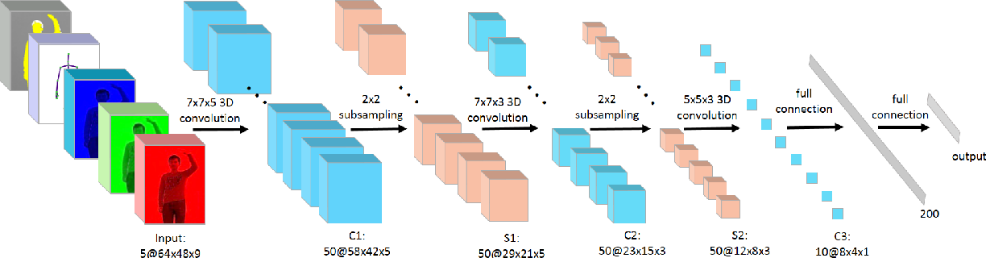 7x7x5 3D
convolution
2x2
subsampling
7x7x3 3D
convolution
2x2
subsampling
5x5x3 3D
convolution
full
connection
full
connection
output
200
Input:
5@64x48x9
C1:
50@58x42x5
S1:
50@29x21x5
C2:
50@23x15x3
S2:
50@12x8x3
C3:
10@8x4x1